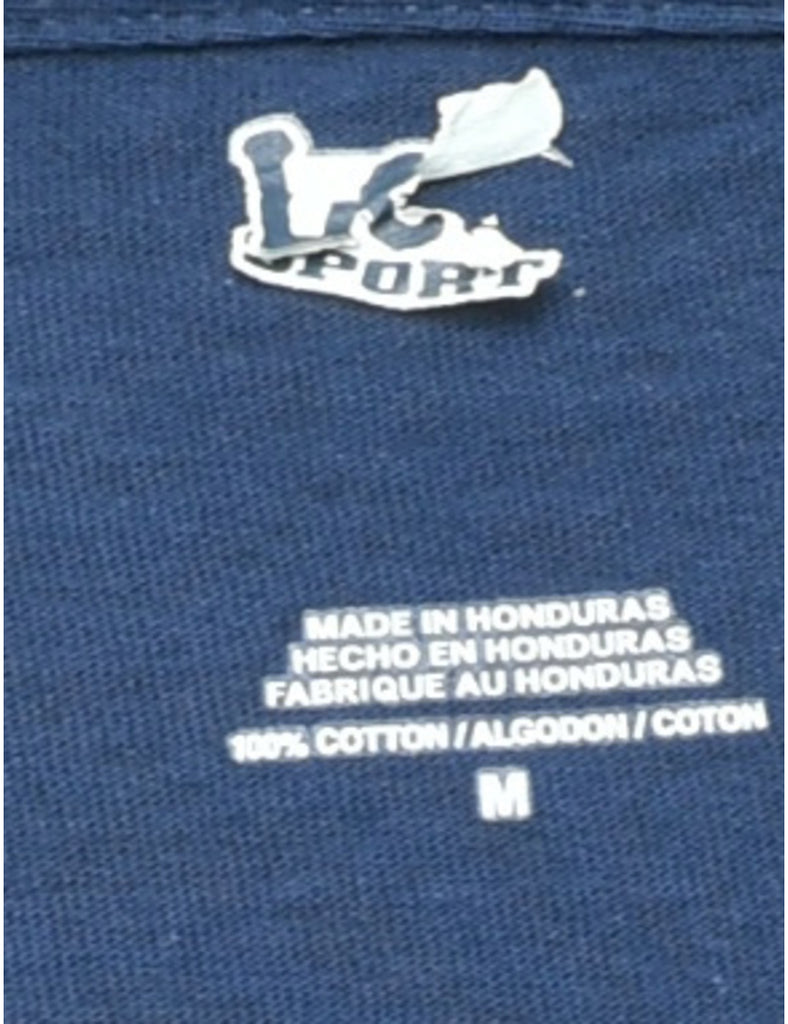 SPORT
MADE IN HONDURAS
HECHO EN HONDURAS
FABRIQUE AU HONDURAS
100% COTTON / ALGODON / COTON
M